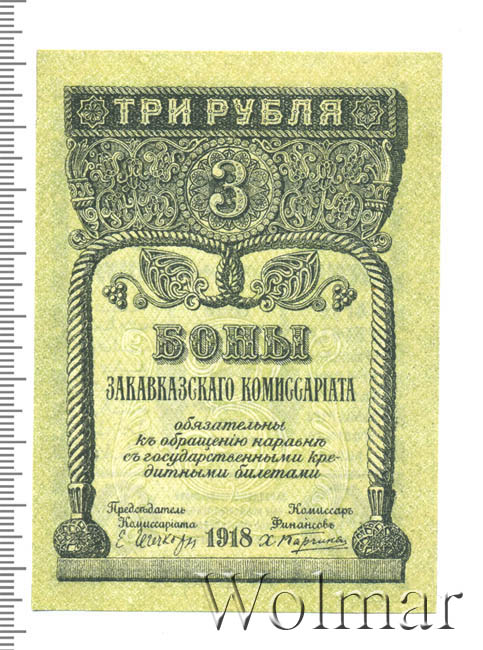 ТРИ РУБЛЯ
3
БОНЫ
ЗАКАВКАЗСКАГО КОМИССАРІАТА
обязательны
къ обращенію наравнѣ
съ государственными кре-
дитными билетами
Предсѣдатель
Комиссариата
Комиссаръ
Финансовъ
1918
Wolmar